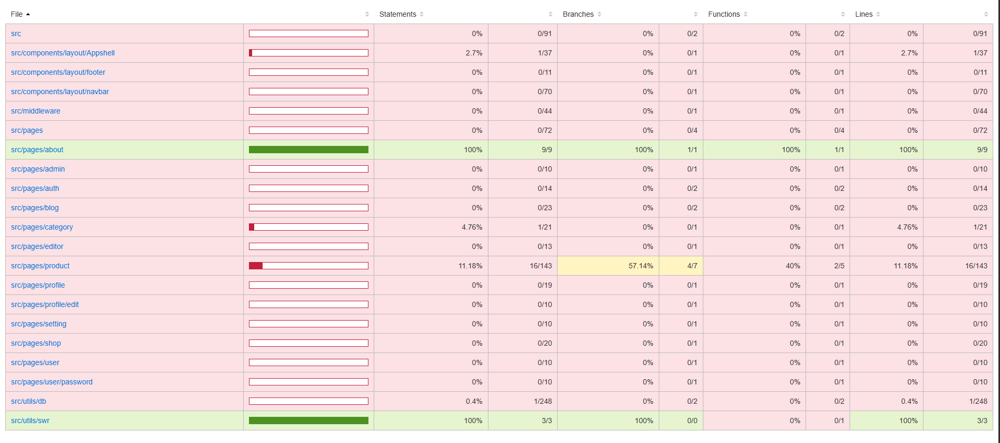 File Statements Branches Functions Lines
src 0% 0/91 0% 0/2 0% 0/2 0% 0/91
src/components/layout/Appshell 2.7% 1/37 0% 0/1 0% 0/1 2.7% 1/37
src/components/layout/footer 0% 0/11 0% 0/1 0% 0/1 0% 0/11
src/components/layout/navbar 0% 0/70 0% 0/1 0% 0/1 0% 0/70
src/middleware 0% 0/44 0% 0/1 0% 0/1 0% 0/44
src/pages 0% 0/72 0% 0/4 0% 0/4 0% 0/72
src/pages/about 100% 9/9 100% 1/1 100% 1/1 100% 9/9
src/pages/admin 0% 0/10 0% 0/1 0% 0/1 0% 0/10
src/pages/auth 0% 0/14 0% 0/2 0% 0/2 0% 0/14
src/pages/blog 0% 0/23 0% 0/2 0% 0/2 0% 0/23
src/pages/category 4.76% 1/21 0% 0/1 0% 0/1 4.76% 1/21
src/pages/editor 0% 0/13 0% 0/1 0% 0/1 0% 0/13
src/pages/product 11.18% 16/143 57.14% 4/7 40% 2/5 11.18% 16/143
src/pages/profile 0% 0/19 0% 0/1 0% 0/1 0% 0/19
src/pages/profile/edit 0% 0/10 0% 0/1 0% 0/1 0% 0/10
src/pages/setting 0% 0/10 0% 0/1 0% 0/1 0% 0/10
src/pages/shop 0% 0/20 0% 0/1 0% 0/1 0% 0/20
src/pages/user 0% 0/10 0% 0/1 0% 0/1 0% 0/10
src/pages/user/password 0% 0/10 0% 0/1 0% 0/1 0% 0/10
src/utils/db 0.4% 1/248 0% 0/2 0% 0/2 0.4% 1/248
src/utils/swr 100% 3/3 100% 0/0 0% 0/1 100% 3/3